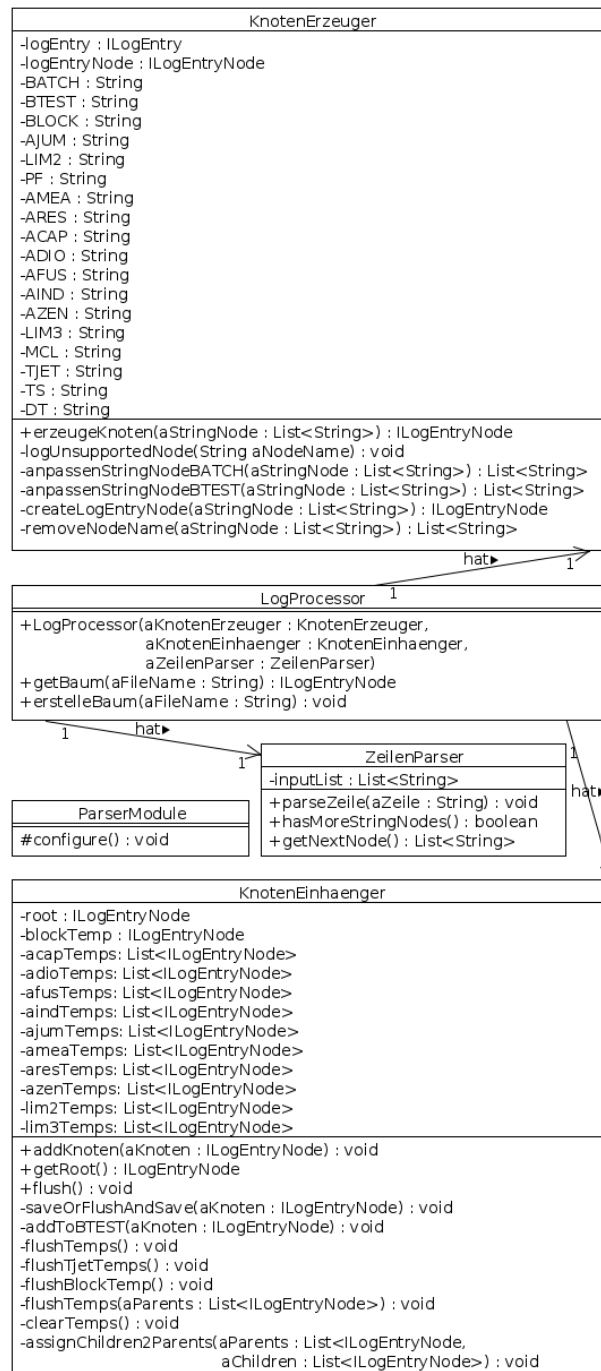 KnotenErzeuger
-logEntry : ILogEntry
-logEntryNode : ILogEntryNode
-BATCH : String
-BTEST : String
-BLOCK : String
-AJUM : String
-LIM2 : String
-PF : String
-AMEA : String
-ARES : String
-ACAP : String
-ADIO : String
-AFUS : String
-AIND : String
-AZEN : String
-LIM3 : String
-MCL : String
-TJET : String
-TS : String
-DT : String
+erzeugeKnoten(aStringNode : List<String>) : ILogEntryNode
-logUnsupportedNode(String aNodeName) : void
-anpassenStringNodeBATCH(aStringNode : List<String>) : List<String>
-anpassenStringNodeBTEST(aStringNode : List<String>) : List<String>
-createLogEntryNode(aStringNode : List<String>) : ILogEntryNode
-removeNodeName(aStringNode : List<String>) : List<String>
hat▶
1
1
LogProcessor
+LogProcessor(aKnotenErzeuger : KnotenErzeuger,
aKnotenEinhaenger : KnotenEinhaenger,
aZeilenParser : ZeilenParser)
+getBaum(aFileName : String) : ILogEntryNode
+erstelleBaum(aFileName : String) : void
1
hat▶
1
1
hat▶
ZeilenParser
-inputList : List<String>
+parseZeile(aZeile : String) : void
+hasMoreStringNodes() : boolean
+getNextNode() : List<String>
ParserModule
#configure() : void
KnotenEinhaenger
-root : ILogEntryNode
-blockTemp : ILogEntryNode
-acapTemps: List<ILogEntryNode>
-adioTemps: List<ILogEntryNode>
-afusTemps: List<ILogEntryNode>
-aindTemps: List<ILogEntryNode>
-ajumTemps: List<ILogEntryNode>
-ameaTemps: List<ILogEntryNode>
-aresTemps: List<ILogEntryNode>
-azenTemps: List<ILogEntryNode>
-lim2Temps: List<ILogEntryNode>
-lim3Temps: List<ILogEntryNode>
+addKnoten(aKnoten : ILogEntryNode) : void
+getRoot() : ILogEntryNode
+flush() : void
-saveOrFlushAndSave(aKnoten : ILogEntryNode) : void
-addToBTEST(aKnoten : ILogEntryNode) : void
-flushTemps() : void
-flushTjetTemps() : void
-flushBlockTemp() : void
-flushTemps(aParents : List<ILogEntryNode>) : void
-clearTemps() : void
-assignChildren2Parents(aParents : List<ILogEntryNode,
aChildren : List<ILogEntryNode>) : void